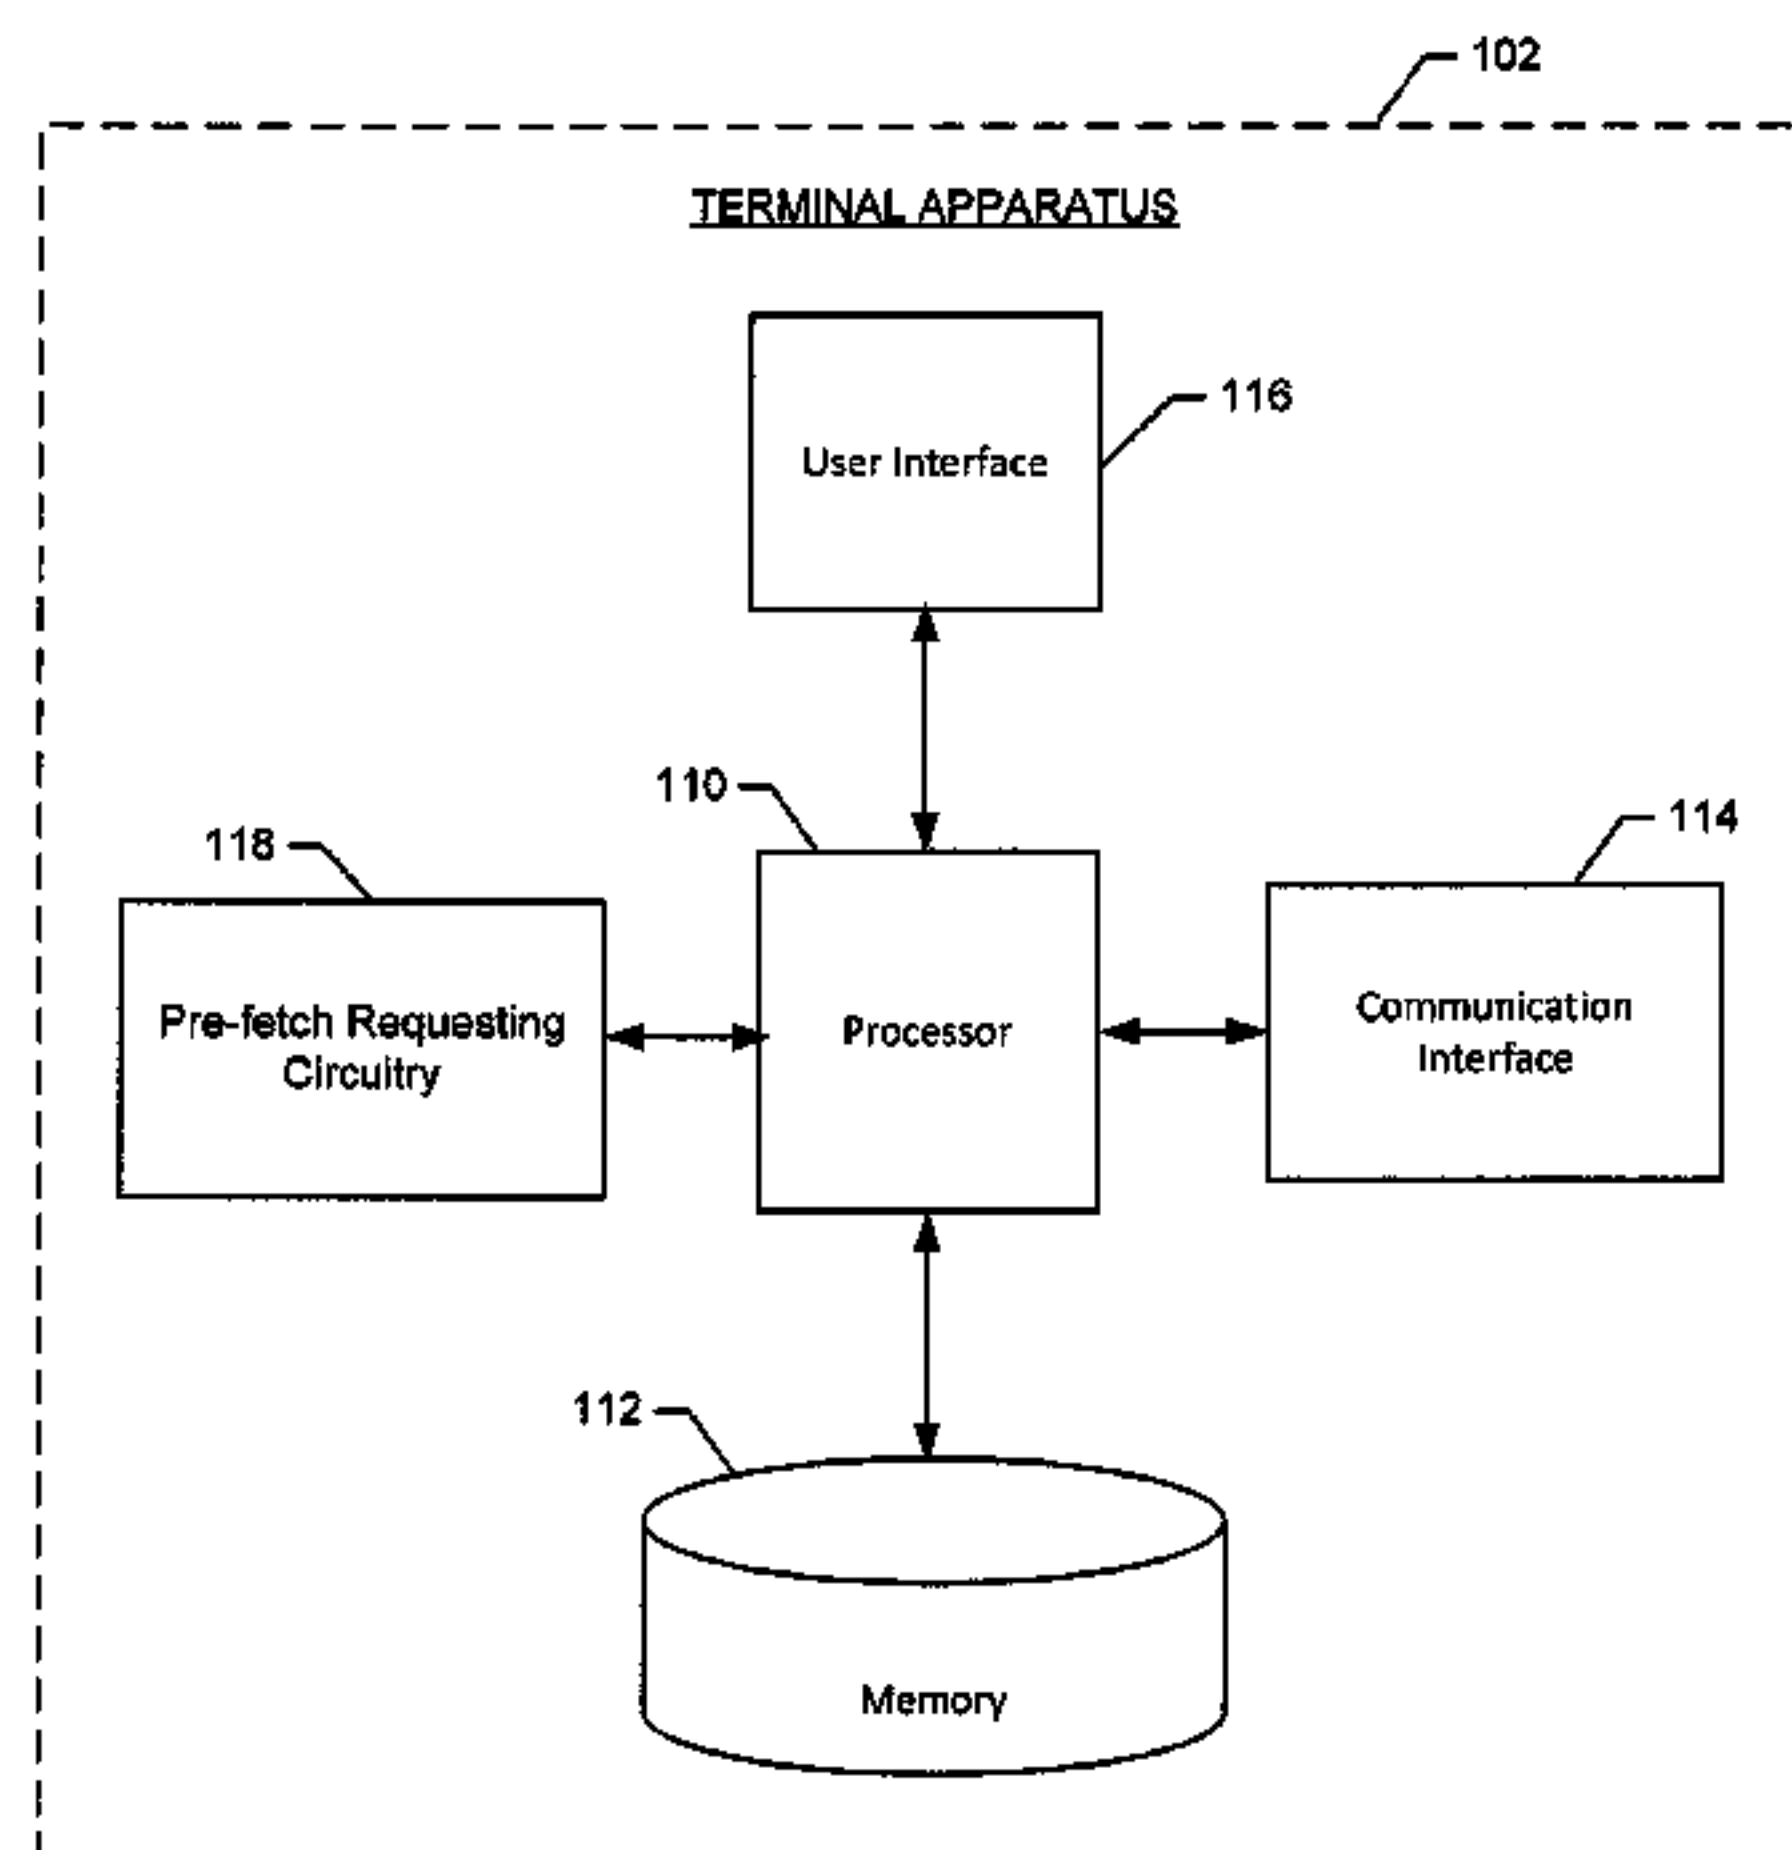 102
TERMINAL APPARATUS
116
User Interface
110
114
118
Pre-fetch Requesting
Circuitry
Processor
Communication
Interface
112
Memory